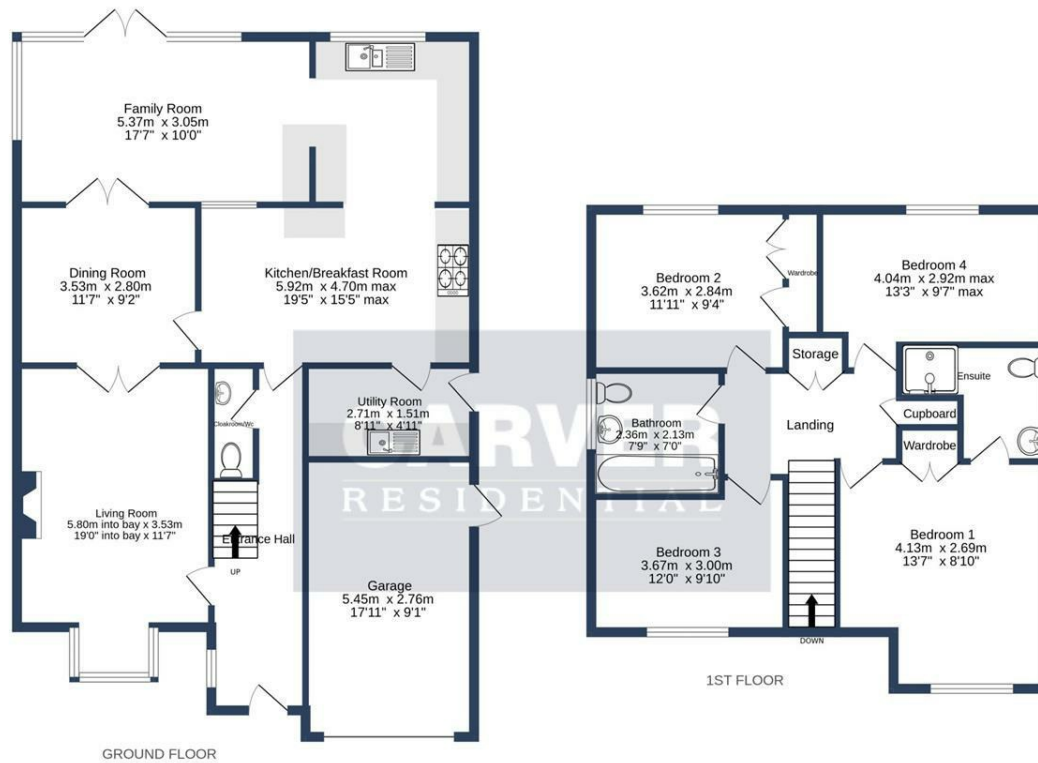 Family Room
5.37m x 3.05m
17'7" x 10'0"
Dining Room
3.53m x 2.80m
11'7" x 9'2"
Kitchen/Breakfast Room
5.92m x 4.70m max
19'5" x 15'5" max
Utility Room
2.71m x 1.51m
8'11" x 4'11"
Cloakroom/Wc
Living Room
5.80m into bay x 3.53m
19'0" into bay x 11'7"
Entrance Hall
UP
Garage
5.45m x 2.76m
17'11" x 9'1"
GROUND FLOOR
Bedroom 2
3.62m x 2.84m
11'11" x 9'4"
Wardrobe
Bedroom 4
4.04m x 2.92m max
13'3" x 9'7" max
Storage
Ensuite
Bathroom
2.36m x 2.13m
7'9" x 7'0"
Landing
Cupboard
Wardrobe
Bedroom 3
3.67m x 3.00m
12'0" x 9'10"
Bedroom 1
4.13m x 2.69m
13'7" x 8'10"
DOWN
1ST FLOOR
CARVER
RESIDENTIAL